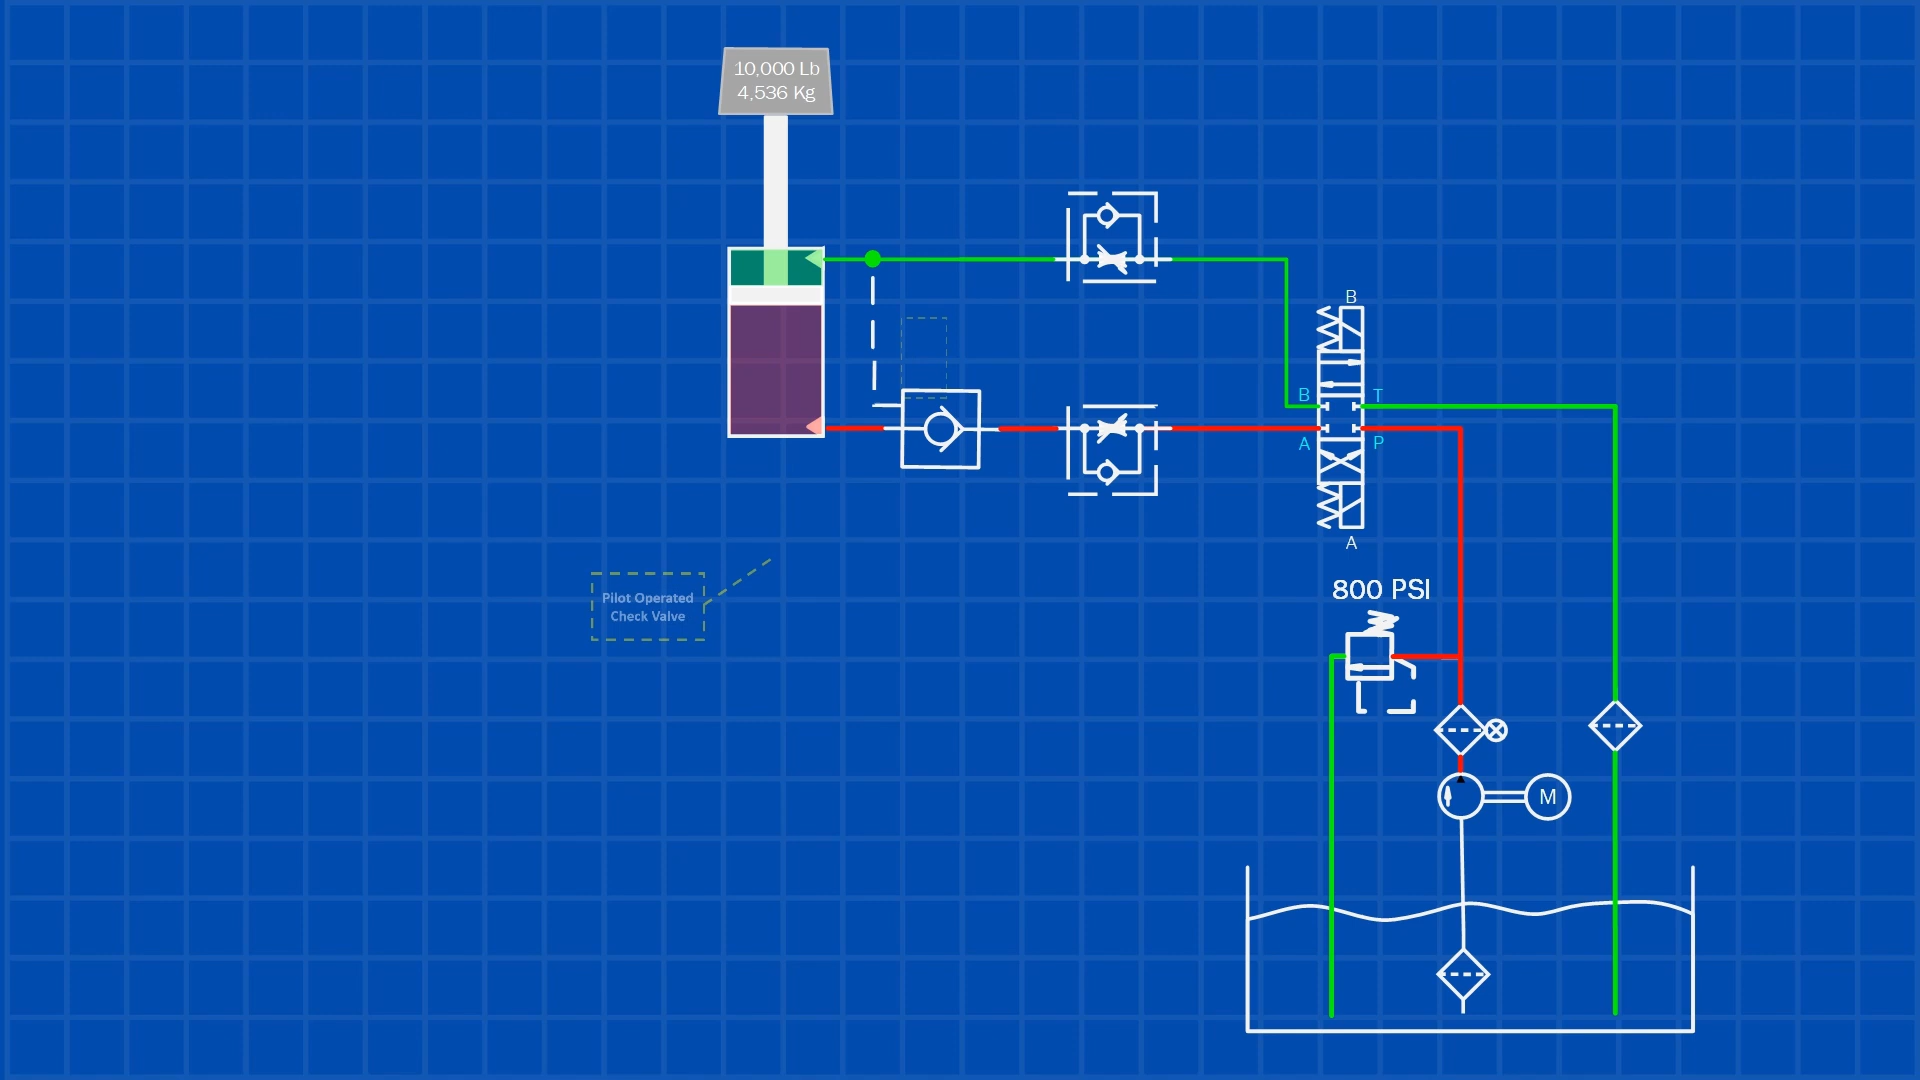 10,000 Lb
4,536 Kg
B
B
T
A
P
A
800 PSI
Pilot Operated
Check Valve
M